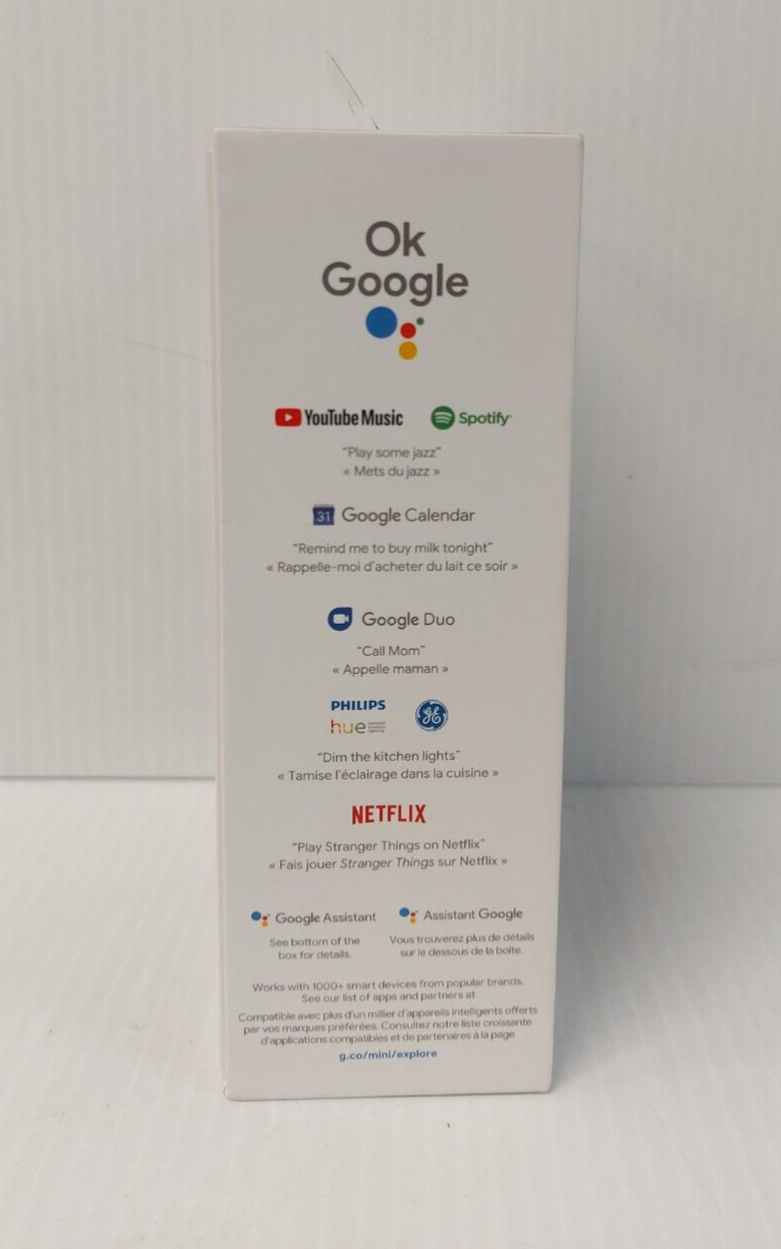 Ok
Google
YouTube Music Spotify
“Play some jazz”
« Mets du jazz »
31 Google Calendar
“Remind me to buy milk tonight”
« Rappelle-moi d'acheter du lait ce soir »
Google Duo
“Call Mom”
« Appelle maman »
PHILIPS
hue
“Dim the kitchen lights”
« Tamise l'éclairage dans la cuisine »
NETFLIX
“Play Stranger Things on Netflix”
« Fais jouer Stranger Things sur Netflix »
Google Assistant Assistant Google
See bottom of the
box for details.
Vous trouverez plus de détails
sur le dessous de la boîte.
Works with 1000+ smart devices from popular brands.
See our list of apps and partners at
Compatible avec plus d'un millier d'appareils intelligents offerts
par vos marques préférées. Consultez notre liste croissante
d'applications compatibles et de partenaires à la page
g.co/mini/explore